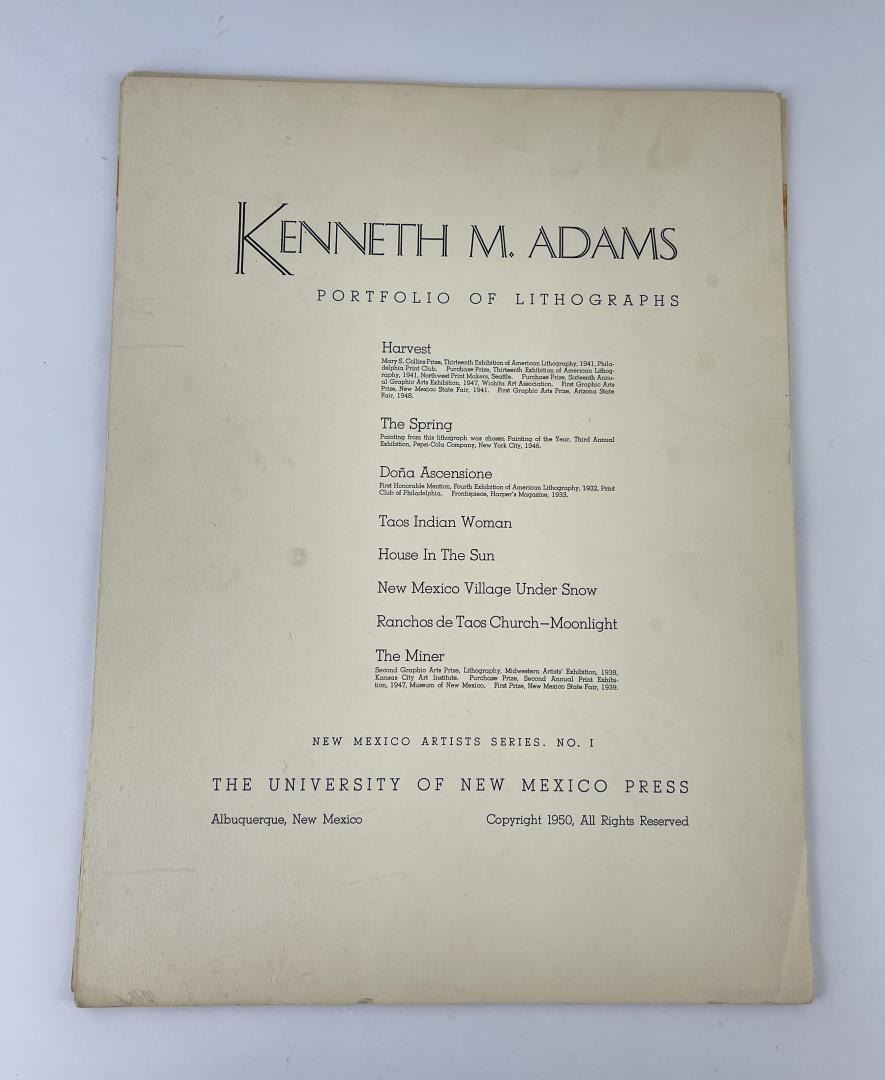 KENNETH M. ADAMS
PORTFOLIO OF LITHOGRAPHS
Harvest
Mary S. Collins Prize, Thirteenth Exhibition of American Lithography, 1941, Phila-
delphia Print Club. Purchase Prize, Thirteenth Exhibition of American Lithog-
raphy, 1941, Northwest Print Makers, Seattle. Purchase Prize, Sixteenth Annu-
al Graphic Arts Exhibition, 1947, Wichita Art Association. First Graphic Arts
Prize, New Mexico State Fair, 1941. First Graphic Arts Prize, Arizona State
Fair, 1948.
The Spring
Painting from this lithograph was chosen Painting of the Year, Third Annual
Exhibition, Pepsi-Cola Company, New York City, 1946.
Doña Ascensione
First Honorable Mention, Fourth Exhibition of American Lithography, 1932, Print
Club of Philadelphia. Frontispiece, Harper's Magazine, 1933.
Taos Indian Woman
House In The Sun
New Mexico Village Under Snow
Ranchos de Taos Church—Moonlight
The Miner
Second Graphic Arts Prize, Lithography, Midwestern Artists' Exhibition, 1938,
Kansas City Art Institute. Purchase Prize, Second Annual Print Exhibi-
tion, 1947, Museum of New Mexico. First Prize, New Mexico State Fair, 1939.
NEW MEXICO ARTISTS SERIES. NO. I
THE UNIVERSITY OF NEW MEXICO PRESS
Albuquerque, New Mexico Copyright 1950, All Rights Reserved